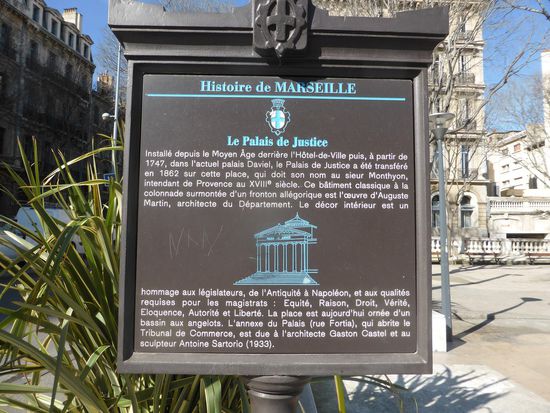 Histoire de MARSEILLE
Le Palais de Justice
Installé depuis le Moyen Âge derrière l'Hôtel-de-Ville puis, à partir de
1747, dans l'actuel palais Daviel, le Palais de Justice a été transféré
en 1862 sur cette place, qui doit son nom au sieur Monthyon,
intendant de Provence au XVIIIe siècle. Ce bâtiment classique à la
colonnade surmontée d'un fronton allégorique est l'œuvre d'Auguste
Martin, architecte du Département. Le décor intérieur est un
hommage aux législateurs, de l'Antiquité à Napoléon, et aux qualités
requises pour les magistrats : Equité, Raison, Droit, Vérité,
Eloquence, Autorité et Liberté. La place est aujourd'hui ornée d'un
bassin aux angelots. L'annexe du Palais (rue Fortia), qui abrite le
Tribunal de Commerce, est due à l'architecte Gaston Castel et au
sculpteur Antoine Sartorio (1933).